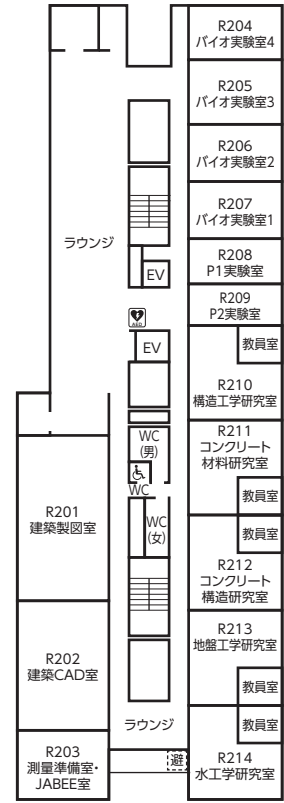 R204
バイオ実験室4
R205
バイオ実験室3
R206
バイオ実験室2
R207
バイオ実験室1
ラウンジ
R208
P1実験室
EV
R209
P2実験室
AED
EV
教員室
R210
構造工学研究室
WC
(男)
R211
コンクリート
材料研究室
WC
教員室
R201
建築製図室
WC
(女)
教員室
R212
コンクリート
構造研究室
R213
地盤工学研究室
R202
建築CAD室
教員室
ラウンジ
教員室
R203
測量準備室・
JABEE室
避
R214
水工学研究室